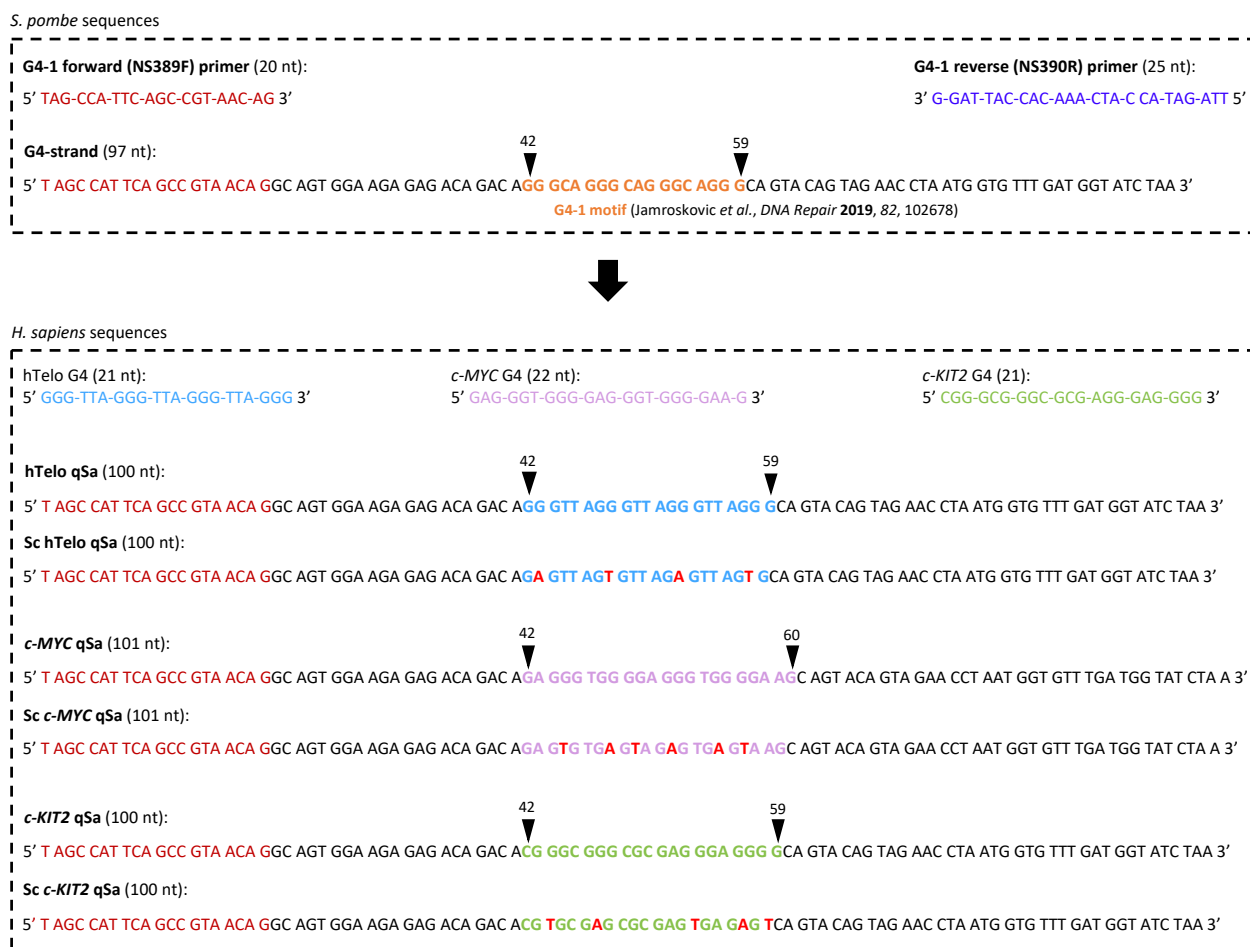 S. pombe sequences
G4-1 forward (NS389F) primer (20 nt):
G4-1 reverse (NS390R) primer (25 nt):
5’ TAG-CCA-TTC-AGC-CGT-AAC-AG 3’
3’ G-GAT-TAC-CAC-AAA-CTA-C CA-TAG-ATT 5’
G4-strand (97 nt):
42
59
5’ T AGC CAT TCA GCC GTA ACA GGC AGT GGA AGA GAG ACA GACA AGG GCA GGG CAG GGC AGG GCA GTA CAG TAG AAC CTA ATG GTG TTT GAT GGT ATC TAA 3’
G4-1 motif (Jamroskovic et al., DNA Repair 2019, 82, 102678)
H. sapiens sequences
hTelo G4 (21 nt):
c-MYC G4 (22 nt):
c-KIT2 G4 (21):
5’ GGG-TTA-GGG-TTA-GGG-TTA-GGG 3’
5’ GAG-GGT-GGG-GAG-GGT-GGG-GAA-G 3’
5’ CGG-GCG-GGC-GCG-AGG-GAG-GGG 3’
42
59
hTelo qSa (100 nt):
5’ T AGC CAT TCA GCC GTA ACA GGC AGT GGA AGA GAG ACA GACA AGG GTT AGG GTT AGG GTT AGG GCA GTA CAG TAG AAC CTA ATG GTG TTT GAT GGT ATC TAA 3’
Sc hTelo qSa (100 nt):
5’ T AGC CAT TCA GCC GTA ACA GGC AGT GGA AGA GAG ACA GACA AGA GTT AGT GTT AGA GTT AGT GCA GTA CAG TAG AAC CTA ATG GTG TTT GAT GGT ATC TAA 3’
42
60
c-MYC qSa (101 nt):
5’ T AGC CAT TCA GCC GTA ACA GGC AGT GGA AGA GAG ACA GACA AGA GGG TGG GGA GGG TGG GGA AGC AGT ACA GTA GAA CCT AAT GGT GTT TGA TGG TAT CTA A 3’
Sc c-MYC qSa (101 nt):
5’ T AGC CAT TCA GCC GTA ACA GGC AGT GGA AGA GAG ACA GACA AGA GTG TGA GTA GAG TGA GTA AGC AGT ACA GTA GAA CCT AAT GGT GTT TGA TGG TAT CTA A 3’
42
59
c-KIT2 qSa (100 nt):
5’ T AGC CAT TCA GCC GTA ACA GGC AGT GGA AGA GAG ACA GACA ACG GGC GGG CGC GAG GGA GGG GCA GTA CAG TAG AAC CTA ATG GTG TTT GAT GGT ATC TAA 3’
Sc c-KIT2 qSa (100 nt):
5’ T AGC CAT TCA GCC GTA ACA GGC AGT GGA AGA GAG ACA GACA ACG TGC GAG CGC GAG TGA GAG TCA GTA CAG TAG AAC CTA ATG GTG TTT GAT GGT ATC TAA 3’